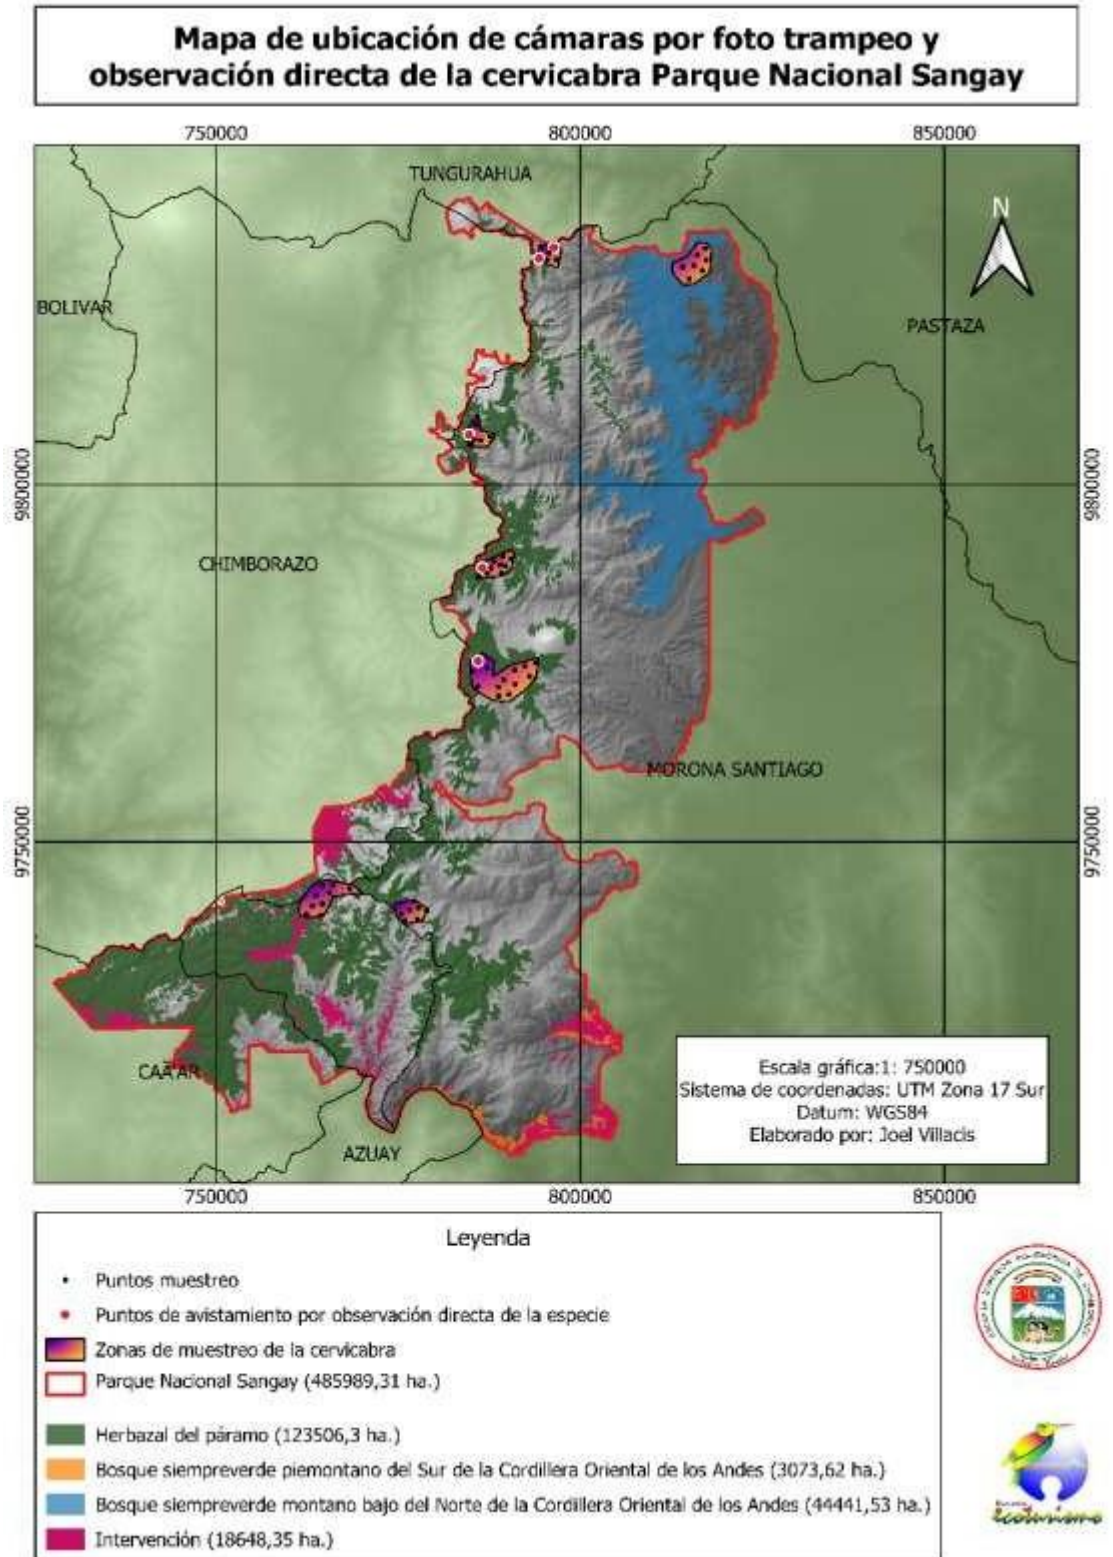 Mapa de ubicación de cámaras por foto trampeo y
observación directa de la cervicabra Parque Nacional Sangay
750000
800000
850000
TUNGURAHUA
N
BOLIVAR
PASTAZA
9800000
9800000
CHIMBORAZO
MORONA SANTIAGO
9750000
9750000
CAÃ'AR
AZUAY
Escala gráfica:1: 750000
Sistema de coordenadas: UTM Zona 17 Sur
Datum: WGS84
Elaborado por: Joel Villacis
750000
800000
850000
Leyenda
Puntos muestreo
Puntos de avistamiento por observación directa de la especie
Zonas de muestreo de la cervicabra
Parque Nacional Sangay (485989,31 ha.)
Herbazal del páramo (123506,3 ha.)
Bosque siempreverde piemontano del Sur de la Cordillera Oriental de los Andes (3073,62 ha.)
Bosque siempreverde montano bajo del Norte de la Cordillera Oriental de los Andes (44441,53 ha.)
Intervención (18648,35 ha.)
ecoturismo